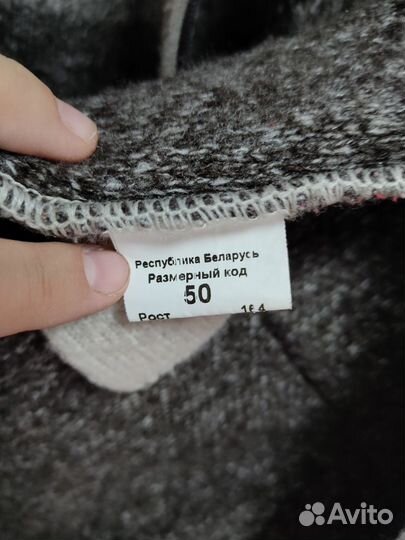 Республика Беларусь
Размерный код
50
Рост 164
Avito